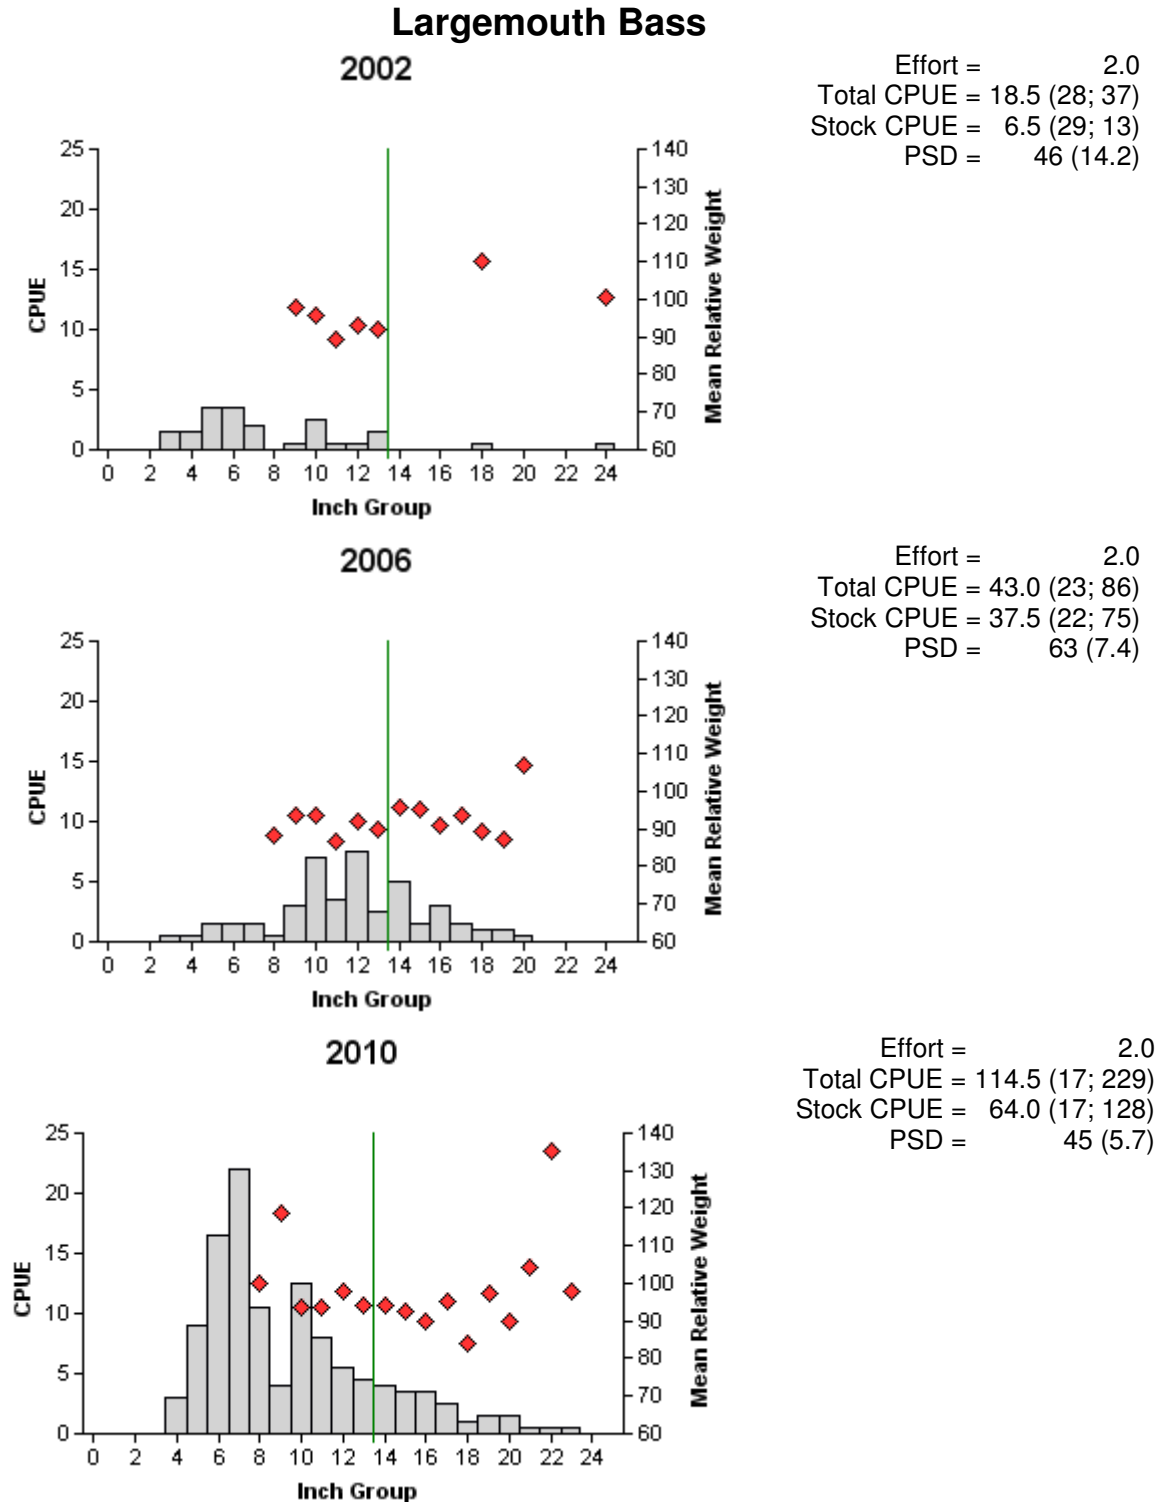 Largemouth Bass
2002
Effort = 2.0
Total CPUE = 18.5 (28; 37)
Stock CPUE = 6.5 (29; 13)
PSD = 46 (14.2)
25
20
15
10
5
0
CPUE
140
130
120
110
100
90
80
70
60
Mean Relative Weight
0 2 4 6 8 10 12 14 16 18 20 22 24
Inch Group
2006
Effort = 2.0
Total CPUE = 43.0 (23; 86)
Stock CPUE = 37.5 (22; 75)
PSD = 63 (7.4)
25
20
15
10
5
0
CPUE
140
130
120
110
100
90
80
70
60
Mean Relative Weight
0 2 4 6 8 10 12 14 16 18 20 22 24
Inch Group
2010
Effort = 2.0
Total CPUE = 114.5 (17; 229)
Stock CPUE = 64.0 (17; 128)
PSD = 45 (5.7)
25
20
15
10
5
0
CPUE
140
130
120
110
100
90
80
70
60
Mean Relative Weight
0 2 4 6 8 10 12 14 16 18 20 22 24
Inch Group